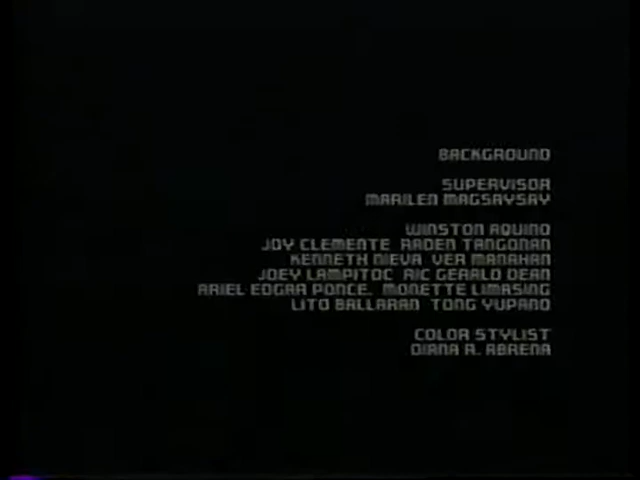 BACKGROUND
SUPERVISOR
MARILEN MAGSAYSAY
WINSTON AQUINO
JOY CLEMENTE ARDEN TANGONAN
KENNETH NIEVA VER MANAHAN
JOEY LAMPITOC RIC GERALD DEAN
ARIEL EDGAR PONCE. MONETTE LIMASING
LITO BALLARAN TONG YUPANO
COLOR STYLIST
DIANA R. ABRENA